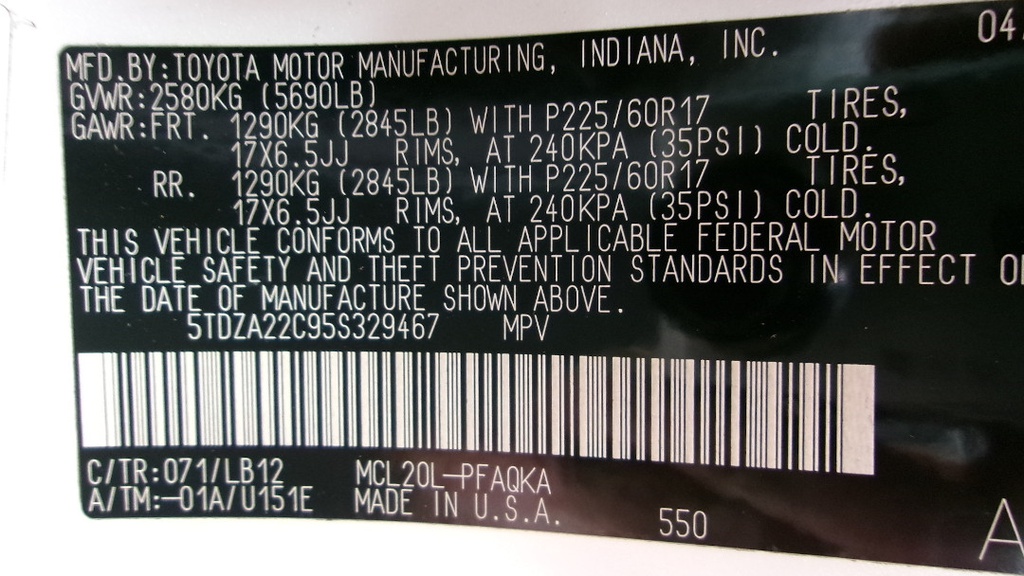 04
MFD.BY:TOYOTA MOTOR MANUFACTURING, INDIANA, INC.
GVWR:2580KG (5690LB)
GAWR:FRT. 1290KG (2845LB) WITH P225/60R17 TIRES,
17X6.5JJ RIMS, AT 240KPA (35PSI) COLD.
RR. 1290KG (2845LB) WITH P225/60R17 TIRES,
17X6.5JJ RIMS, AT 240KPA (35PSI) COLD.
THIS VEHICLE CONFORMS TO ALL APPLICABLE FEDERAL MOTOR
VEHICLE SAFETY AND THEFT PREVENTION STANDARDS IN EFFECT
THE DATE OF MANUFACTURE SHOWN ABOVE.
5TDZA22C95S329467 MPV
C/TR:071/LB12 MCL20L-PFAQKA
A/TM:-01A/U151E MADE IN U.S.A.
550
A